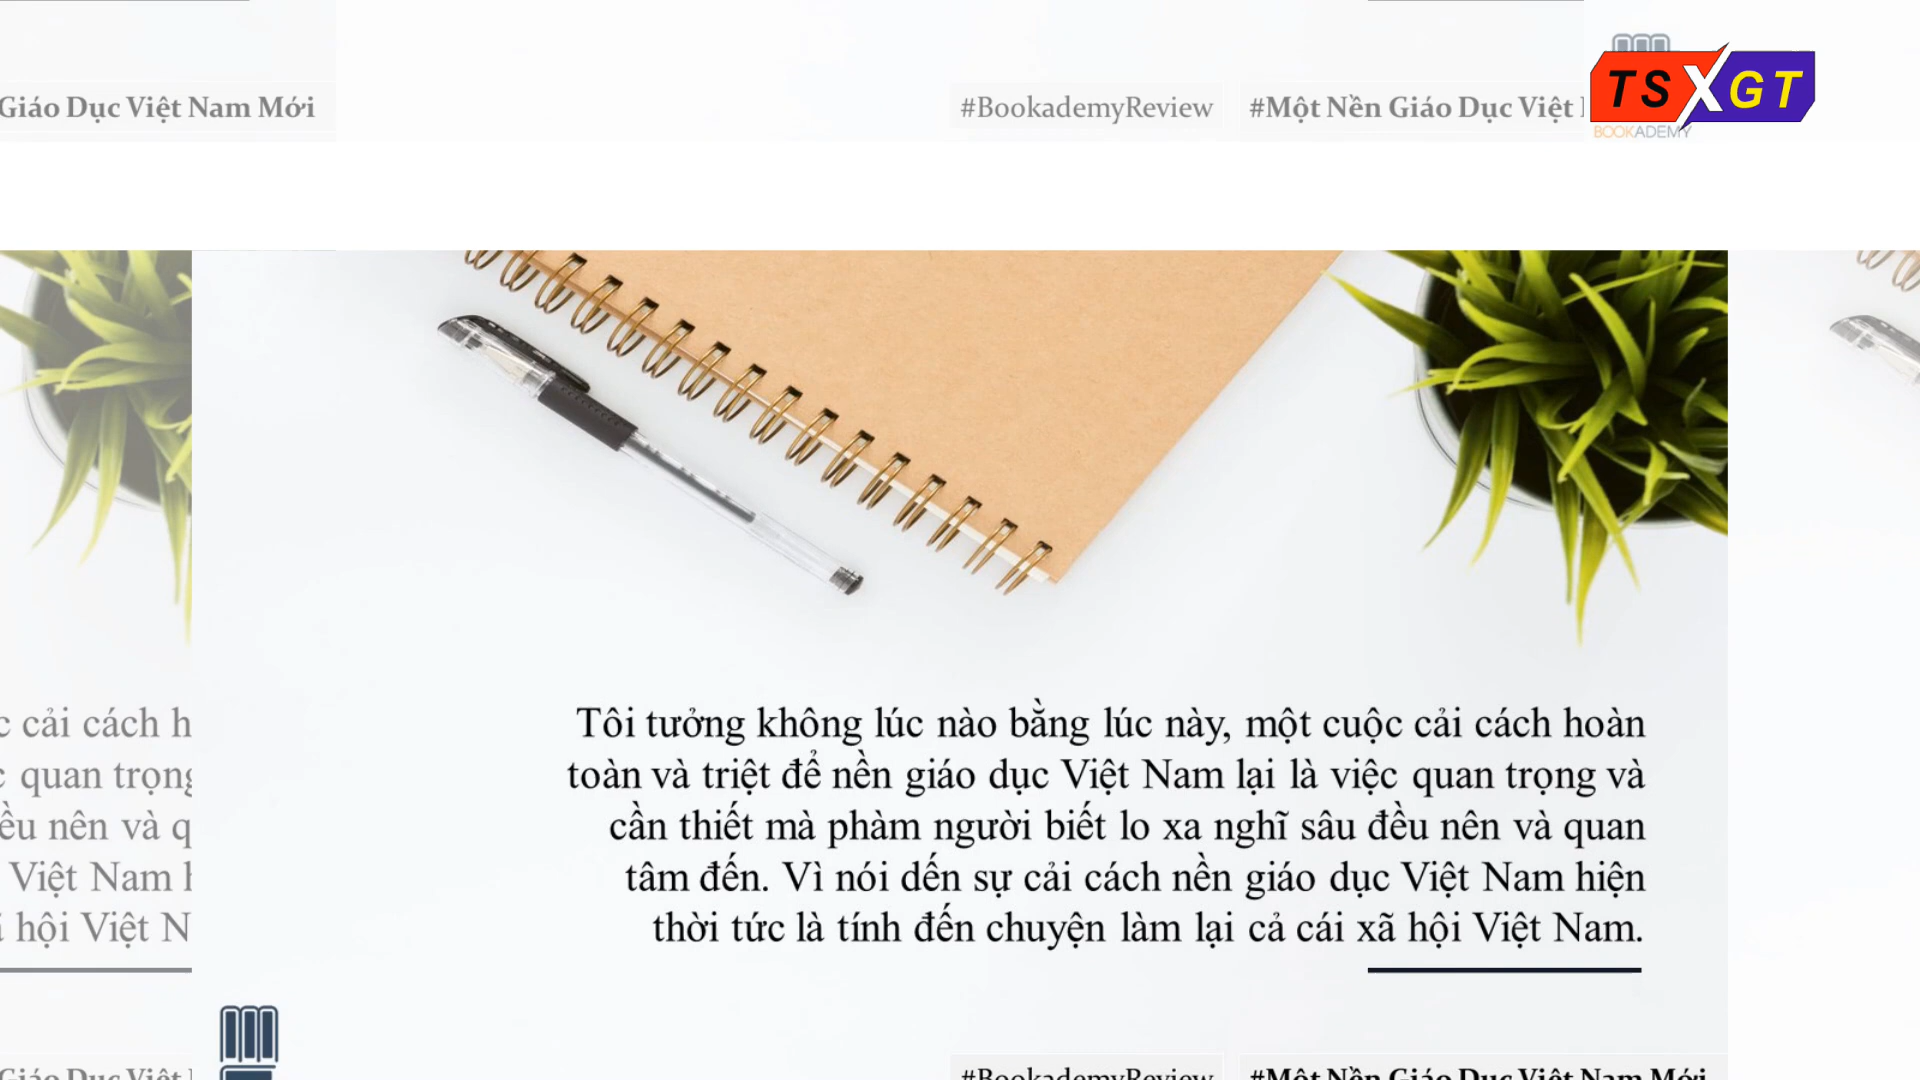 Giáo Dục Việt Nam Mới
#BookademyReview
#Một Nền Giáo Dục Việt
TSXGT
BOOKADEMY
Tôi tưởng không lúc nào bằng lúc này, một cuộc cải cách hoàn
toàn và triệt để nền giáo dục Việt Nam lại là việc quan trọng và
cần thiết mà phàm người biết lo xa nghĩ sâu đều nên và quan
tâm đến. Vì nói dến sự cải cách nền giáo dục Việt Nam hiện
thời tức là tính đến chuyện làm lại cả cái xã hội Việt Nam.
cải cách h
quan trọng
ều nên và q
Việt Nam
hội Việt N
Giáo Dục Việt
#BookademyReview
#Một Nền Giáo Dục Việt Nam Mới